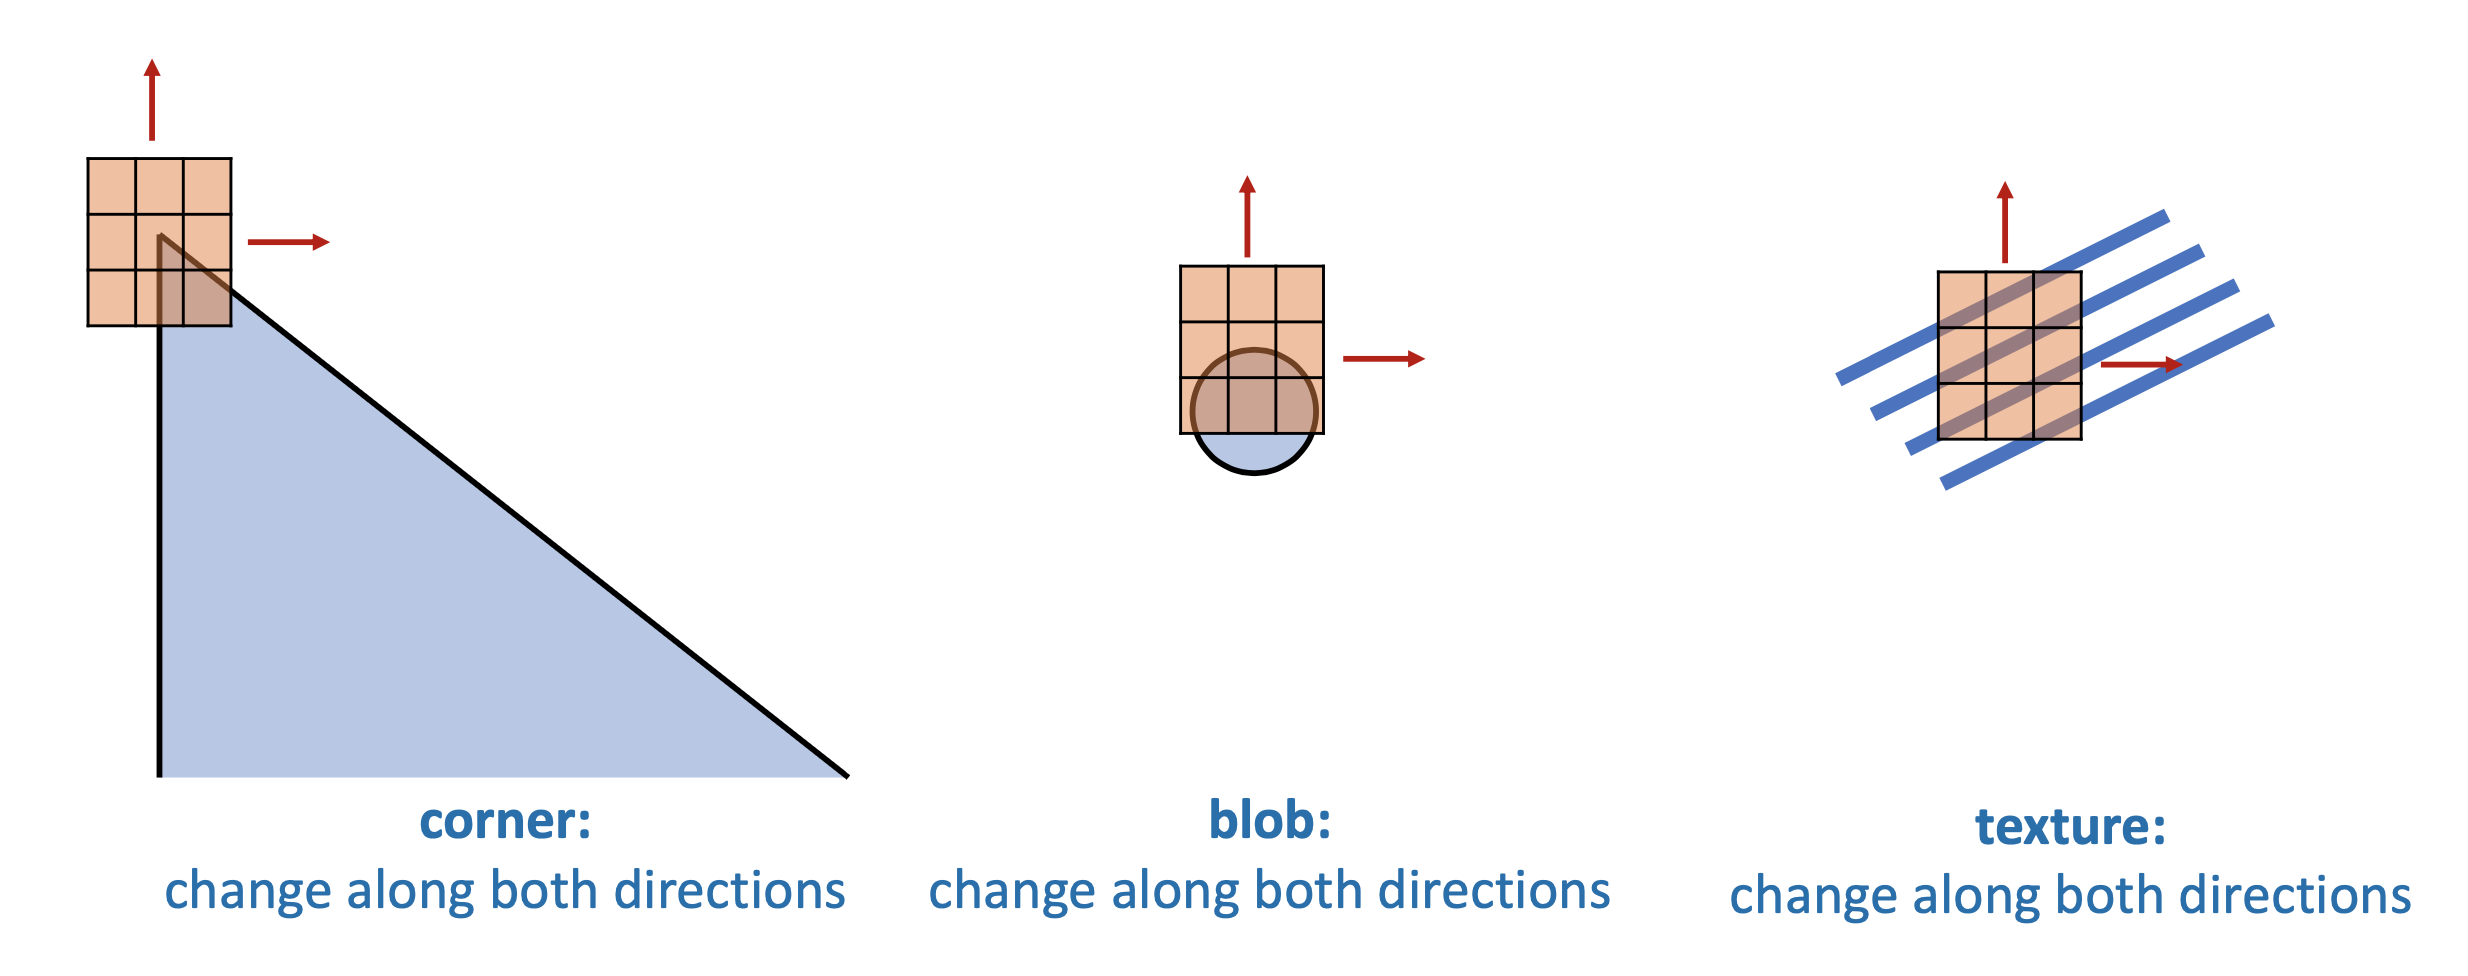 corner:
change along both directions
blob:
change along both directions
texture:
change along both directions